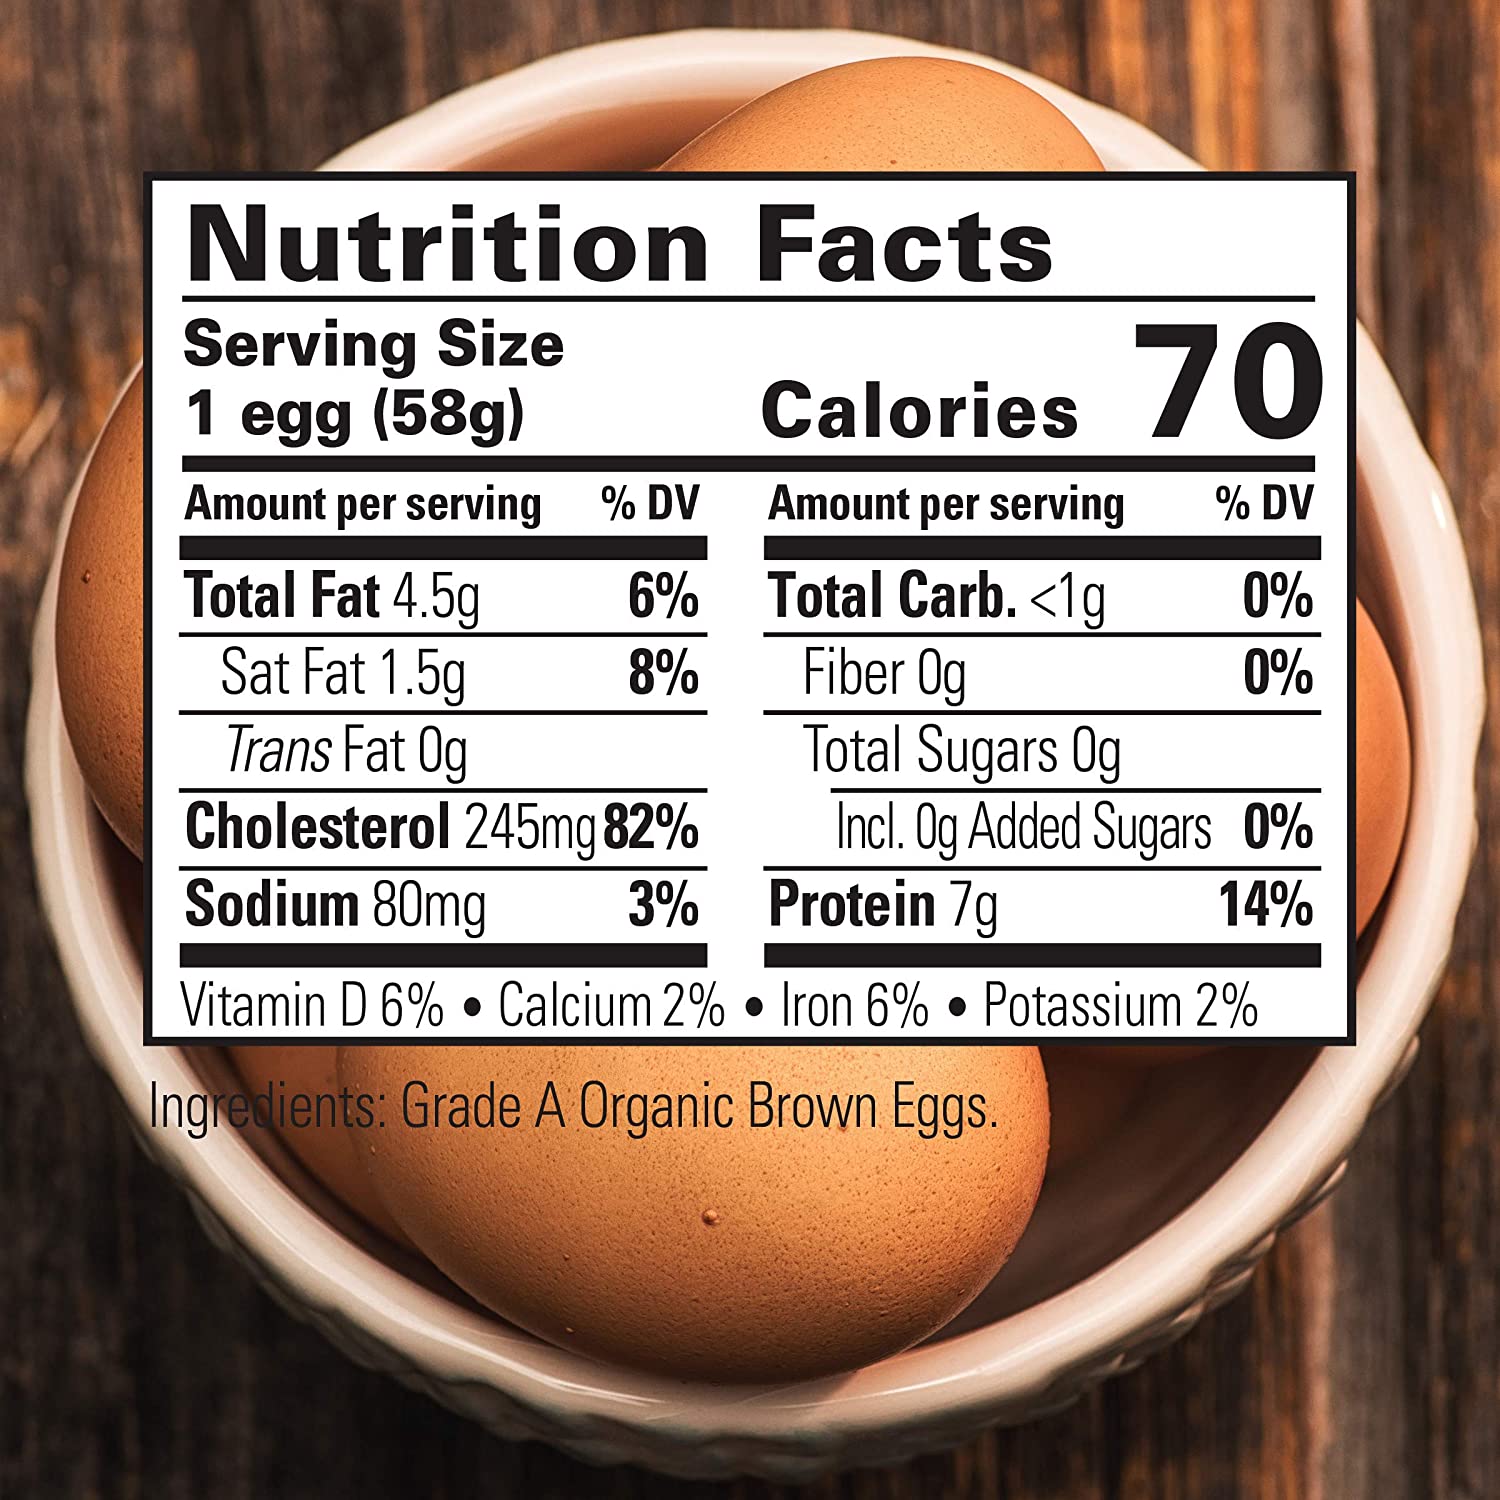 Nutrition Facts
Serving Size
1 egg (58g)
Calories 70
Amount per serving % DV
Total Fat 4.5g 6%
Sat Fat 1.5g 8%
Trans Fat 0g
Cholesterol 245mg 82%
Sodium 80mg 3%
Amount per serving % DV
Total Carb. <1g 0%
Fiber 0g 0%
Total Sugars 0g
Incl. 0g Added Sugars 0%
Protein 7g 14%
Vitamin D 6% • Calcium 2% • Iron 6% • Potassium 2%
Ingredients: Grade A Organic Brown Eggs.